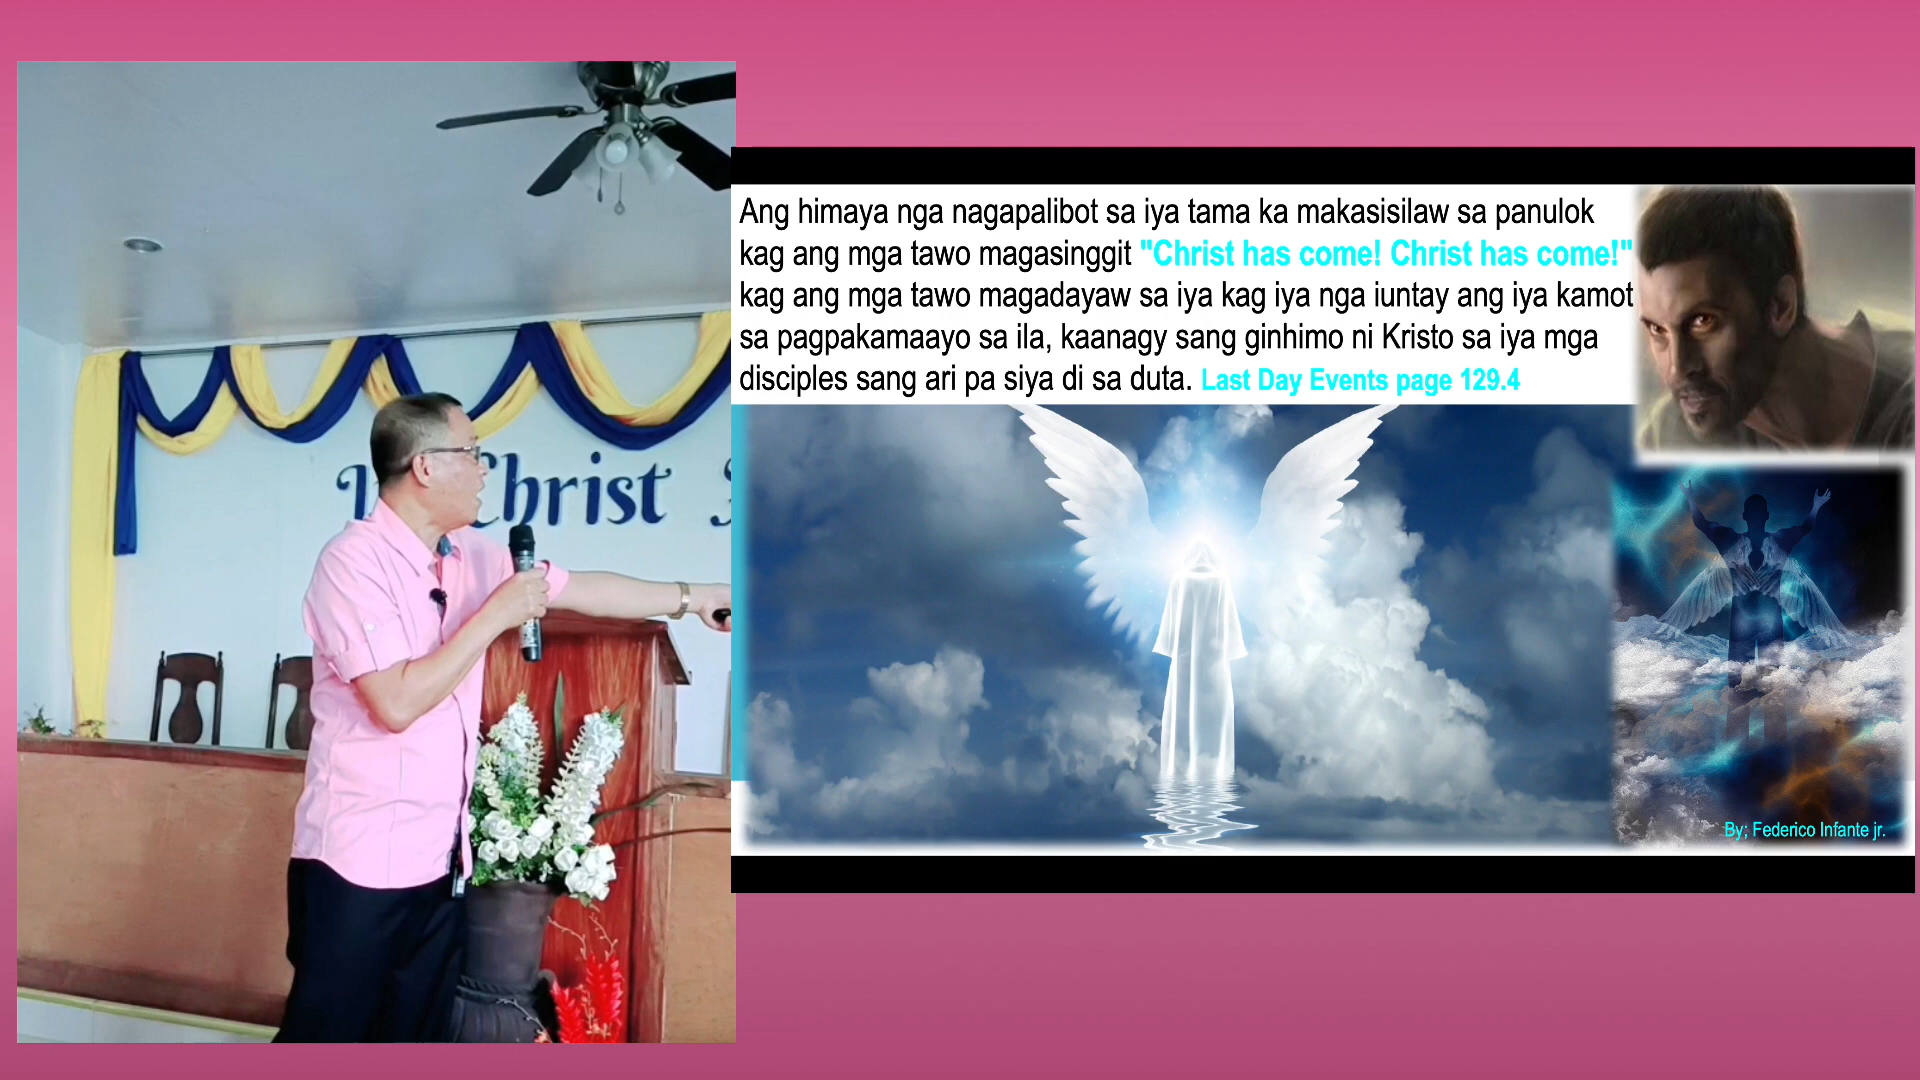 Christ
Ang himaya nga nagapalibot sa iya tama ka makasisilaw sa panulok
kag ang mga tawo magasinggit "Christ has come! Christ has come!"
kag ang mga tawo magadayaw sa iya kag iya nga iuntay ang iya kamot
sa pagpakamaayo sa ila, kaanagy sang ginhimo ni Kristo sa iya mga
disciples sang ari pa siya di sa duta. Last Day Events page 129.4
By; Federico Infante jr.